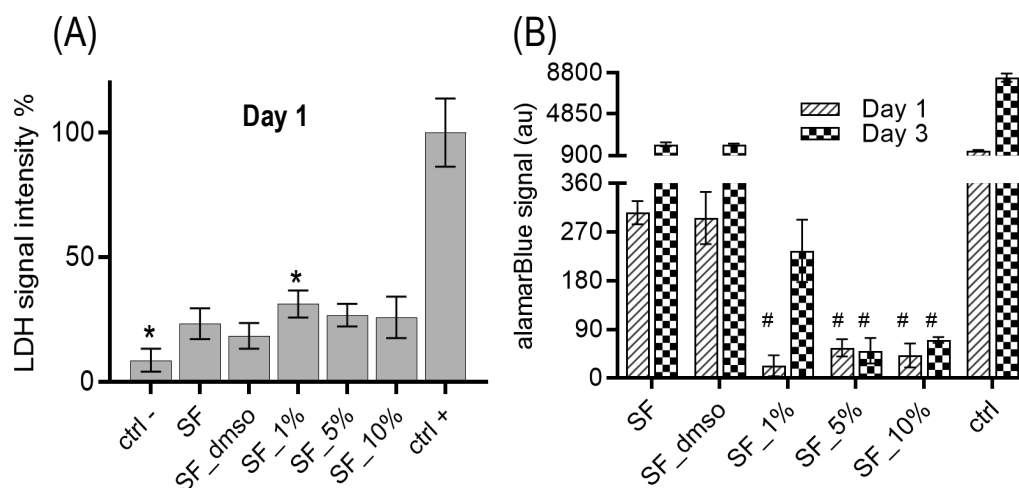 (A)
Day 1
LDH signal intensity %
100
50
0
*
*
ctrl -
SF
SF_dmso
SF_1%
SF_5%
SF_10%
ctrl +
(B)
alamarBlue signal (au)
8800
4850
900
360
270
180
90
0
Day 1
Day 3
#
# #
# #
SF
SF_dmso
SF_1%
SF_5%
SF_10%
ctrl